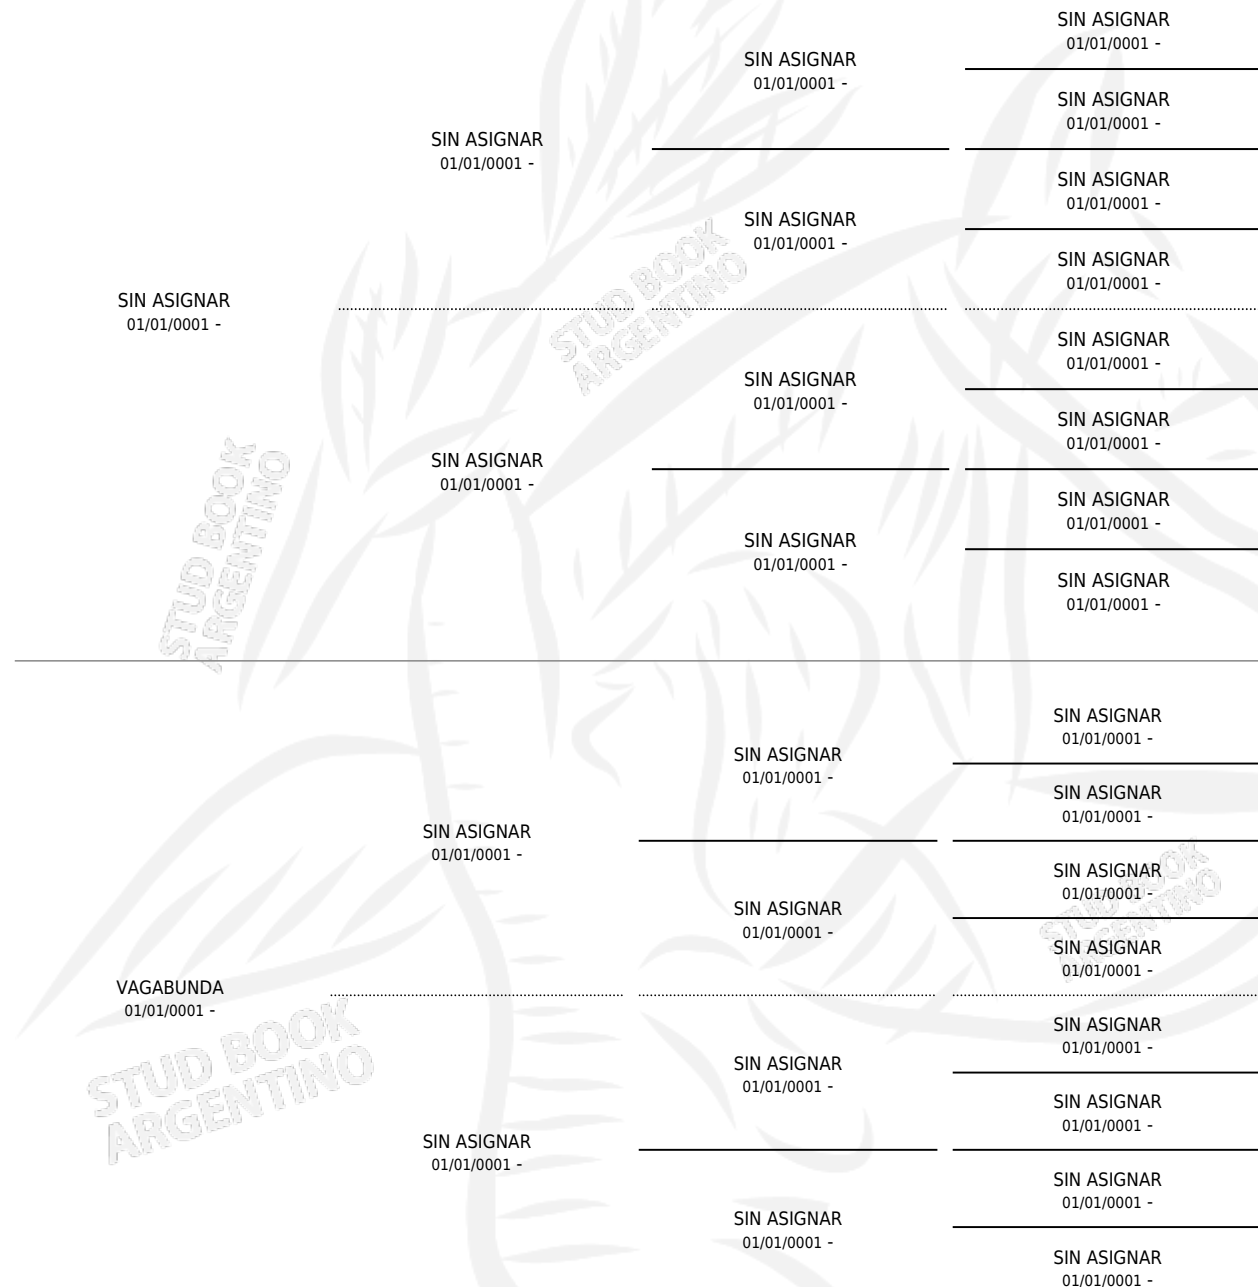 SIN ASIGNAR
01/01/0001 -
SIN ASIGNAR
01/01/0001 -
SIN ASIGNAR
01/01/0001 -
SIN ASIGNAR
01/01/0001 -
SIN ASIGNAR
01/01/0001 -
SIN ASIGNAR
01/01/0001 -
SIN ASIGNAR
01/01/0001 -
STUD BOOK
ARGENTINO
SIN ASIGNAR
01/01/0001 -
SIN ASIGNAR
01/01/0001 -
SIN ASIGNAR
01/01/0001 -
SIN ASIGNAR
01/01/0001 -
SIN ASIGNAR
01/01/0001 -
SIN ASIGNAR
01/01/0001 -
STUD BOOK
ARGENTINO
SIN ASIGNAR
01/01/0001 -
SIN ASIGNAR
01/01/0001 -
SIN ASIGNAR
01/01/0001 -
SIN ASIGNAR
01/01/0001 -
SIN ASIGNAR
01/01/0001 -
SIN ASIGNAR
01/01/0001 -
SIN ASIGNAR
01/01/0001 -
SIN ASIGNAR
01/01/0001 -
SIN ASIGNAR
01/01/0001 -
STUD BOOK
ARGENTINO
SIN ASIGNAR
01/01/0001 -
VAGABUNDA
01/01/0001 -
STUD BOOK
ARGENTINO
SIN ASIGNAR
01/01/0001 -
SIN ASIGNAR
01/01/0001 -
SIN ASIGNAR
01/01/0001 -
SIN ASIGNAR
01/01/0001 -
SIN ASIGNAR
01/01/0001 -
SIN ASIGNAR
01/01/0001 -
SIN ASIGNAR
01/01/0001 -